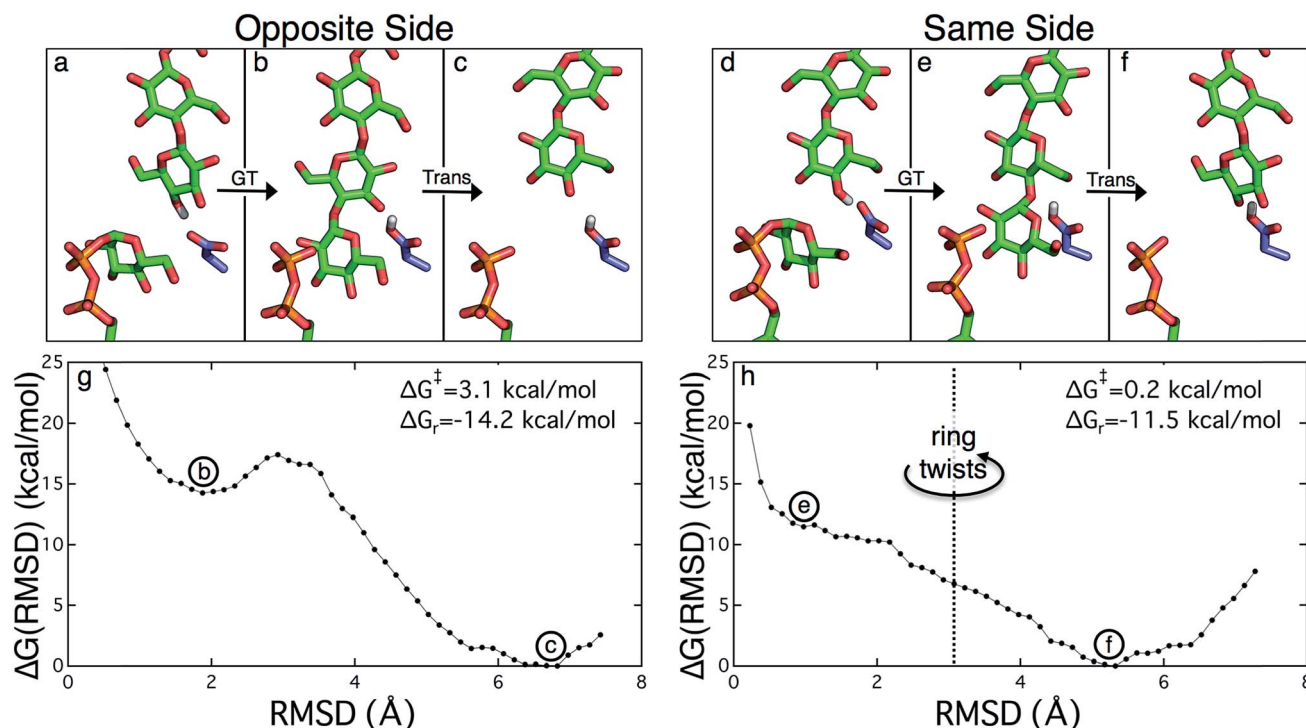 Opposite Side
Same Side
a
b
c
GT
Trans
d
e
f
GT
Trans
ΔG(RMSD) (kcal/mol)
25
20
15
10
5
0
g
ΔG‡=3.1 kcal/mol
ΔGr=-14.2 kcal/mol
b
c
0
2
4
6
8
RMSD (Å)
ΔG(RMSD) (kcal/mol)
25
20
15
10
5
0
h
ΔG‡=0.2 kcal/mol
ΔGr=-11.5 kcal/mol
ring
twists
e
f
0
2
4
6
8
RMSD (Å)